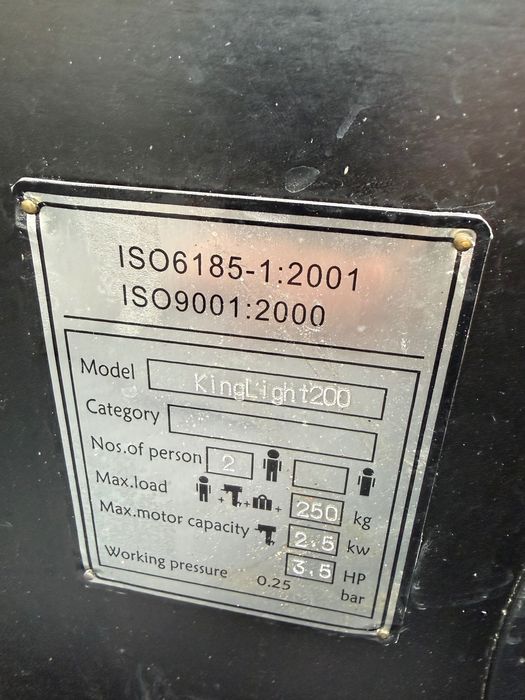 ISO6185-1:2001
ISO9001:2000
Model KingLight200
Category
Nos.of person 2
Max.load + + + 250 kg
Max.motor capacity 2.5 kw
3.5 HP
Working pressure 0.25 bar